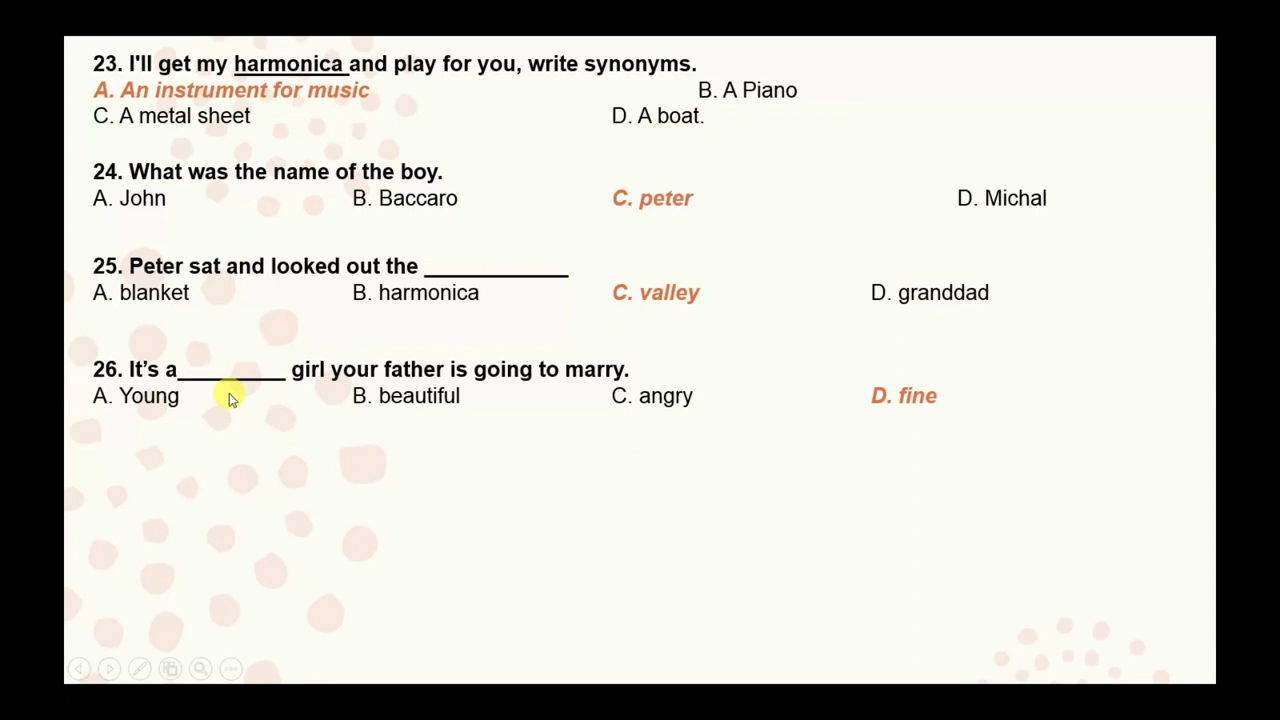 23. I'll get my harmonica and play for you, write synonyms.
A. An instrument for music B. A Piano
C. A metal sheet D. A boat.
24. What was the name of the boy.
A. John B. Baccaro C. peter D. Michal
25. Peter sat and looked out the ____________
A. blanket B. harmonica C. valley D. granddad
26. It’s a_________ girl your father is going to marry.
A. Young B. beautiful C. angry D. fine